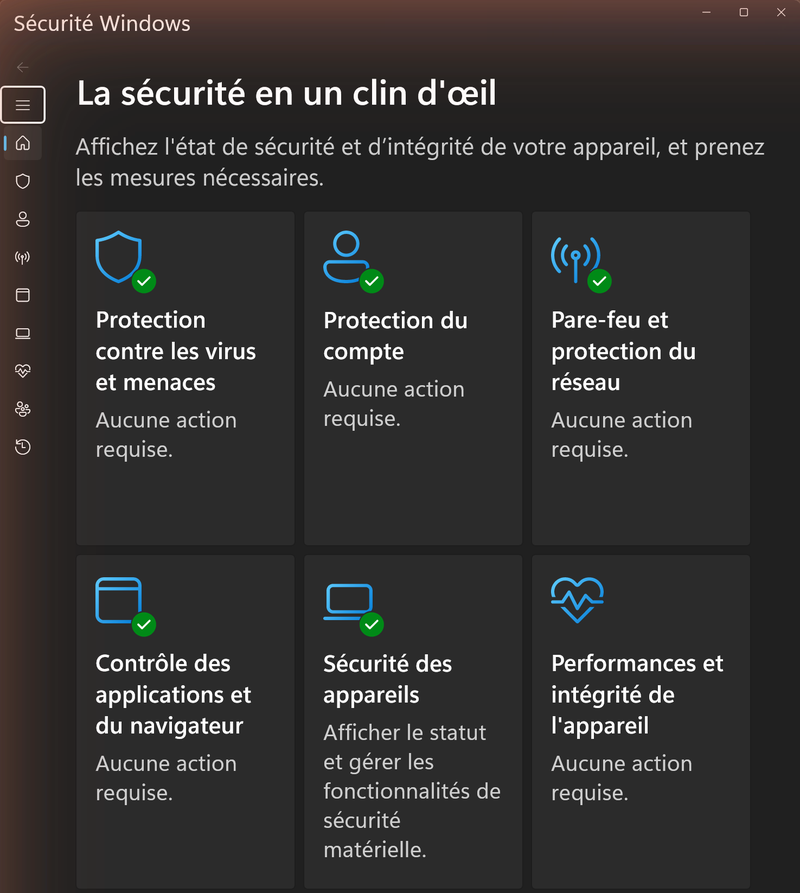 Sécurité Windows
La sécurité en un clin d'œil
Affichez l'état de sécurité et d’intégrité de votre appareil, et prenez
les mesures nécessaires.
Protection
contre les virus
et menaces
Aucune action
requise.
Protection du
compte
Aucune action
requise.
Pare-feu et
protection du
réseau
Aucune action
requise.
Contrôle des
applications et
du navigateur
Aucune action
requise.
Sécurité des
appareils
Afficher le statut
et gérer les
fonctionnalités de
sécurité
matérielle.
Performances et
intégrité de
l'appareil
Aucune action
requise.